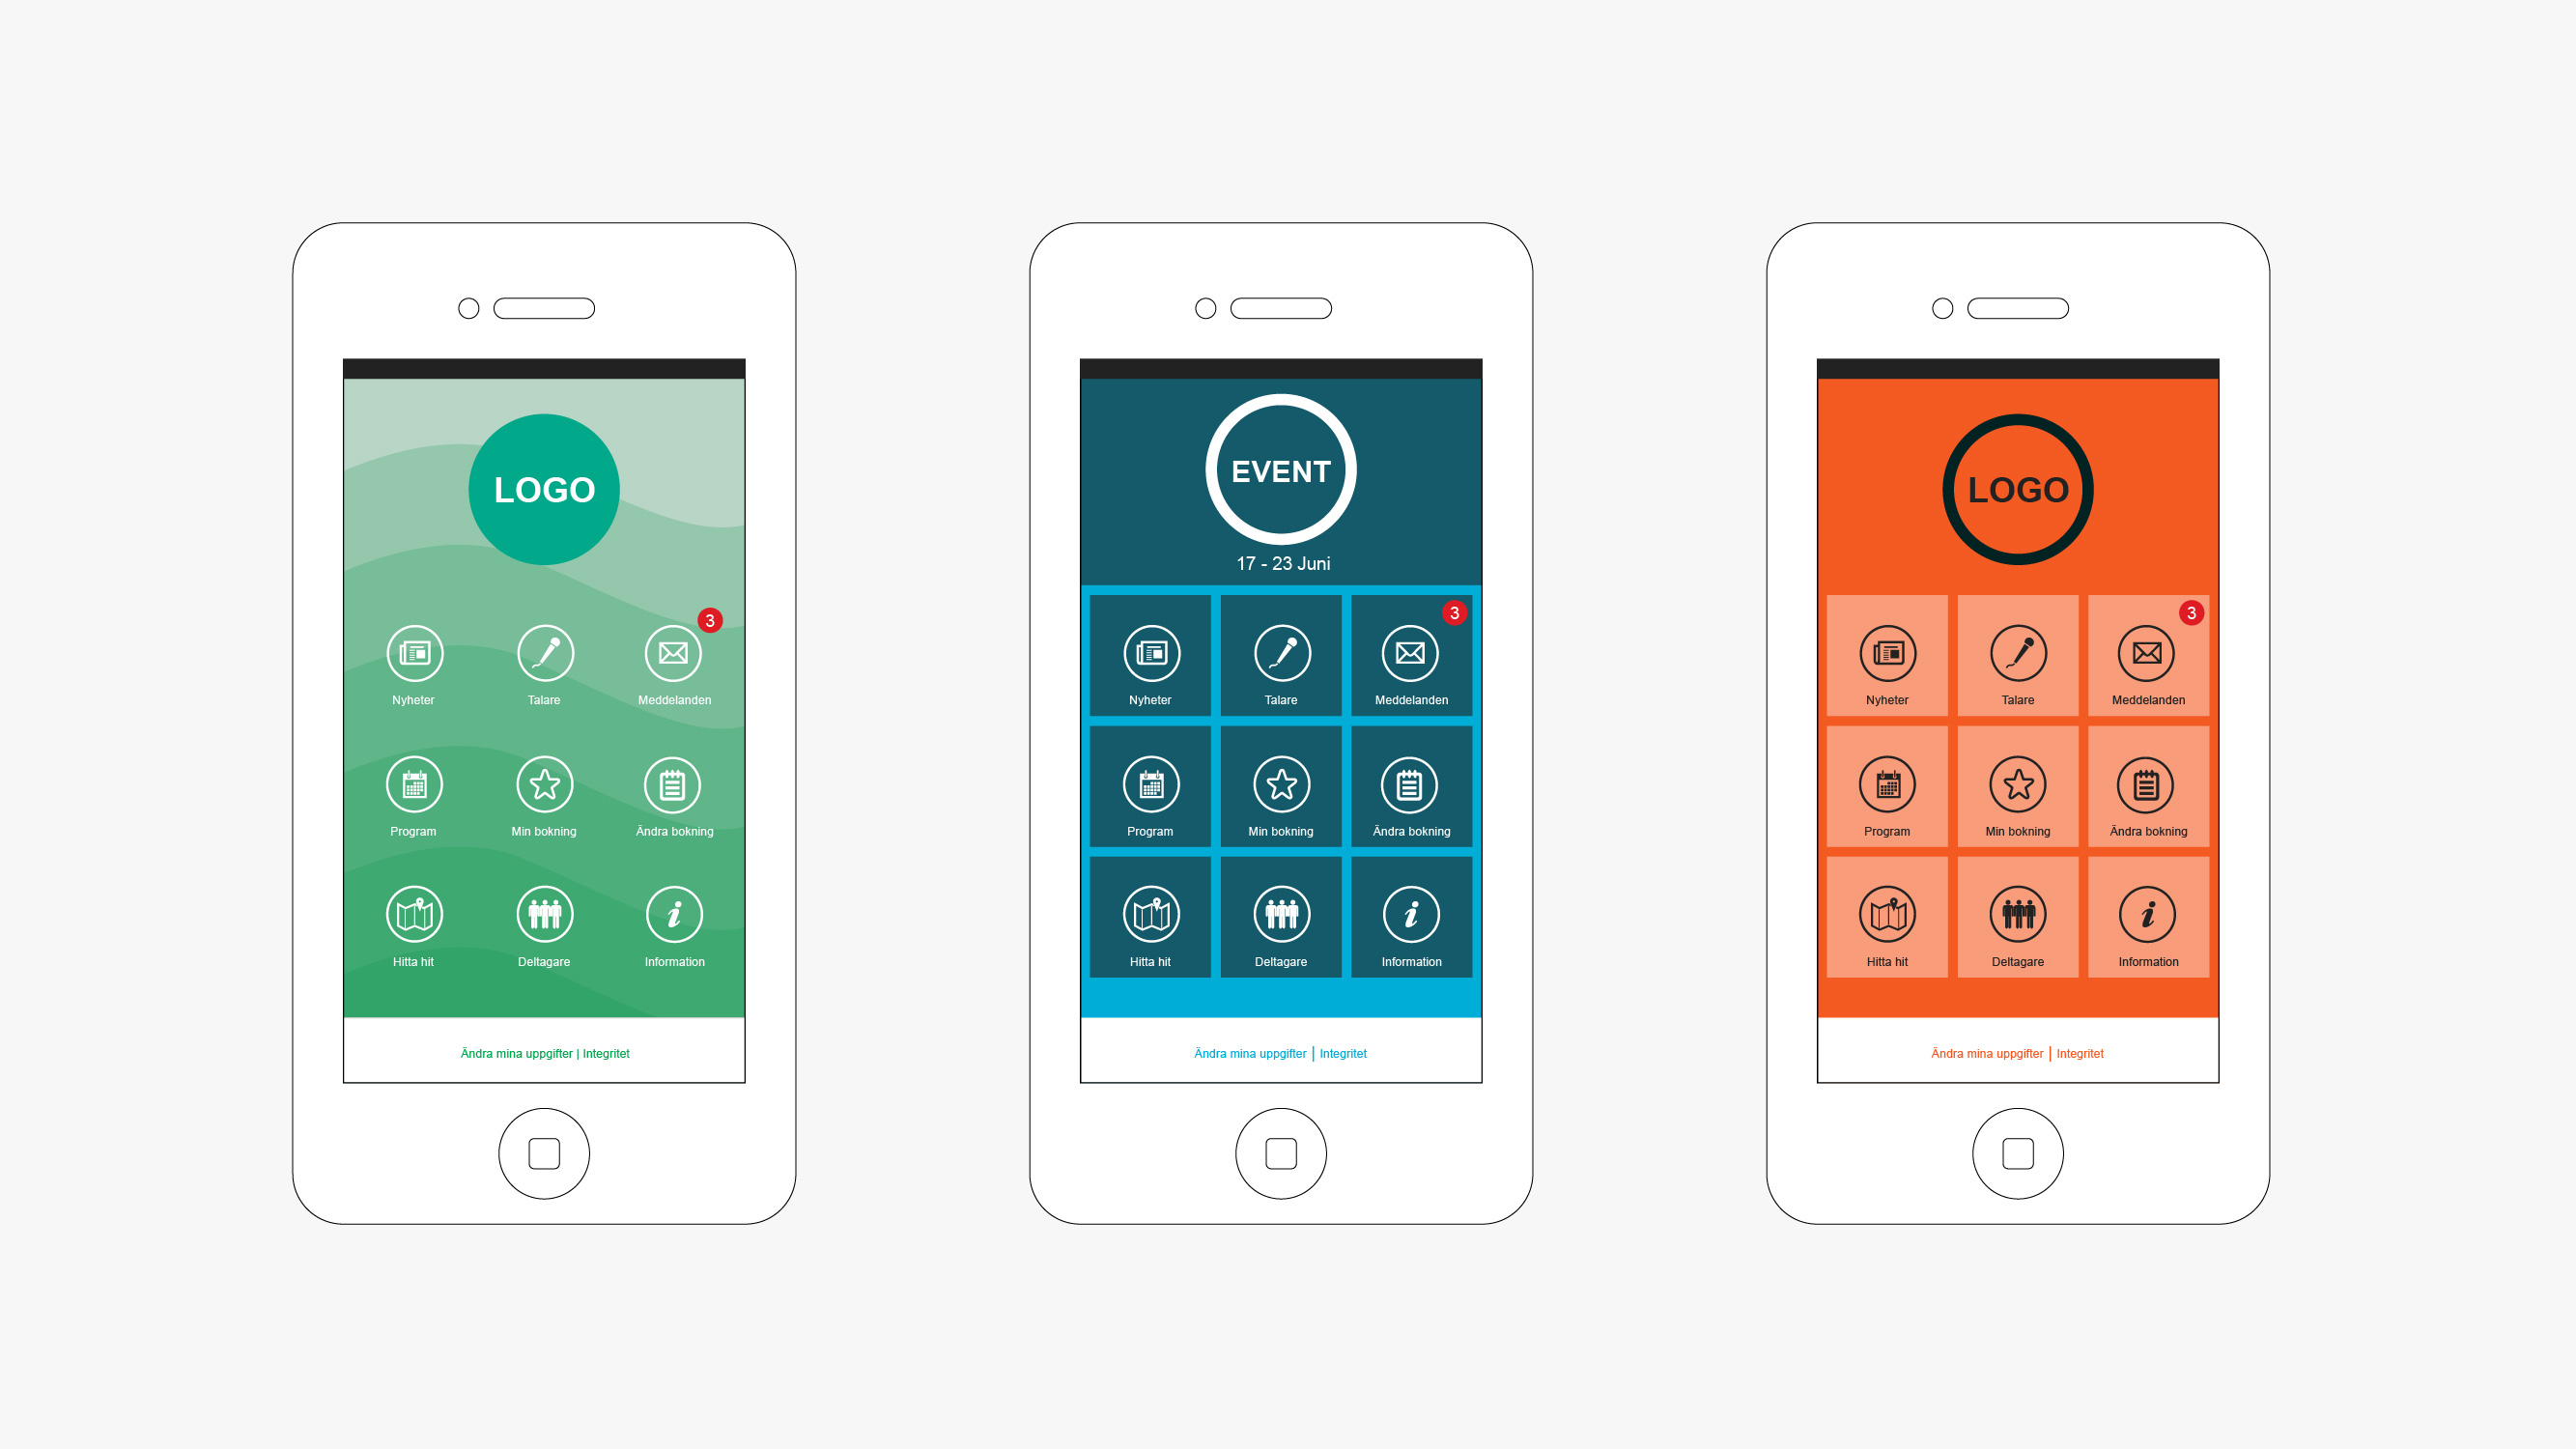 LOGO
3
Nyheter
Talare
Meddelanden
Program
Min bokning
Ändra bokning
Hitta hit
Deltagare
Information
Ändra mina uppgifter | Integritet
EVENT
17 - 23 Juni
3
Nyheter
Talare
Meddelanden
Program
Min bokning
Ändra bokning
Hitta hit
Deltagare
Information
Ändra mina uppgifter | Integritet
LOGO
3
Nyheter
Talare
Meddelanden
Program
Min bokning
Ändra bokning
Hitta hit
Deltagare
Information
Ändra mina uppgifter | Integritet